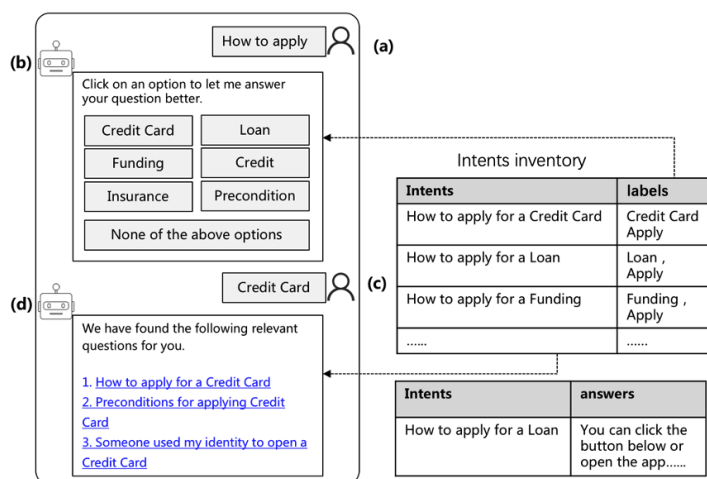 How to apply
(a)
(b)
Click on an option to let me answer
your question better.
Credit Card
Loan
Funding
Credit
Insurance
Precondition
None of the above options
Credit Card
(c)
(d)
We have found the following relevant
questions for you.
1. How to apply for a Credit Card
2. Preconditions for applying Credit
Card
3. Someone used my identity to open a
Credit Card
Intents inventory
Intents labels
How to apply for a Credit Card Credit Card
Apply
How to apply for a Loan Loan ,
Apply
How to apply for a Funding Funding ,
Apply
...... ......
Intents answers
How to apply for a Loan You can click the
button below or
open the app......